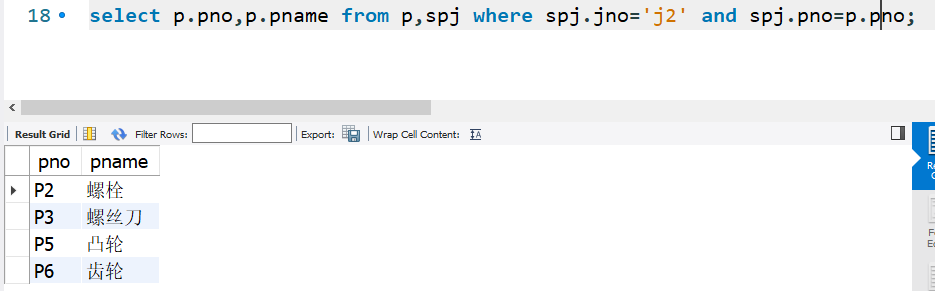 18 select p.pno,p.pname from p,spj where spj.jno='j2' and spj.pno=p.pno;
Result Grid Filter Rows: Export: Wrap Cell Content:
pno pname
P2 螺栓
P3 螺丝刀
P5 凸轮
P6 齿轮